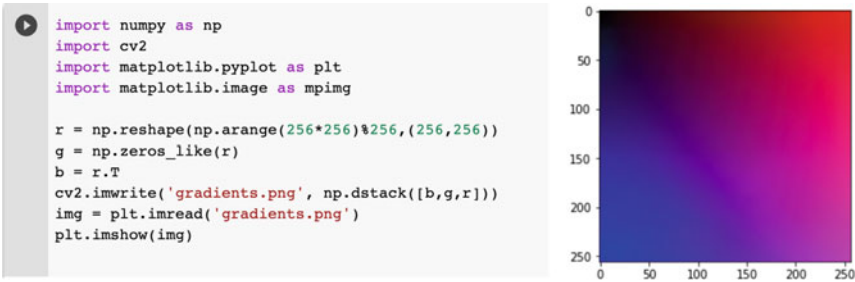 import numpy as np
import cv2
import matplotlib.pyplot as plt
import matplotlib.image as mpimg
r = np.reshape(np.arange(256*256)%256,(256,256))
g = np.zeros_like(r)
b = r.T
cv2.imwrite('gradients.png', np.dstack([b,g,r]))
img = plt.imread('gradients.png')
plt.imshow(img)
0
50
100
150
200
250
0 50 100 150 200 250